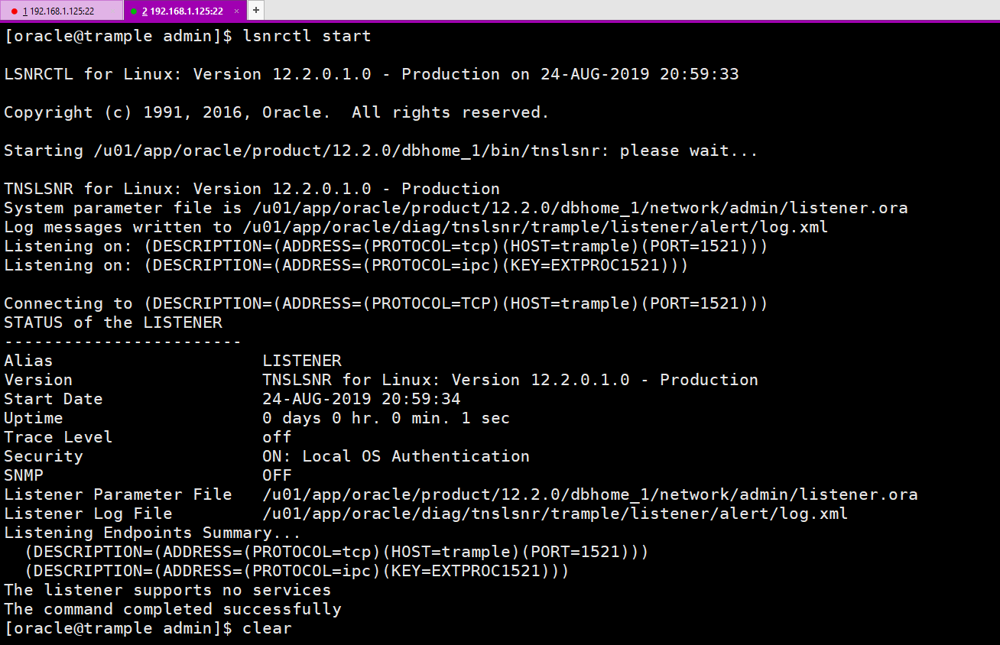 1 192.168.1.125:22
2 192.168.1.125:22 × +
[oracle@trample admin]$ lsnrctl start
LSNRCTL for Linux: Version 12.2.0.1.0 - Production on 24-AUG-2019 20:59:33
Copyright (c) 1991, 2016, Oracle.  All rights reserved.
Starting /u01/app/oracle/product/12.2.0/dbhome_1/bin/tnslsnr: please wait...
TNSLSNR for Linux: Version 12.2.0.1.0 - Production
System parameter file is /u01/app/oracle/product/12.2.0/dbhome_1/network/admin/listener.ora
Log messages written to /u01/app/oracle/diag/tnslsnr/trample/listener/alert/log.xml
Listening on: (DESCRIPTION=(ADDRESS=(PROTOCOL=tcp)(HOST=trample)(PORT=1521)))
Listening on: (DESCRIPTION=(ADDRESS=(PROTOCOL=ipc)(KEY=EXTPROC1521)))
Connecting to (DESCRIPTION=(ADDRESS=(PROTOCOL=TCP)(HOST=trample)(PORT=1521)))
STATUS of the LISTENER
------------------------
Alias                     LISTENER
Version                   TNSLSNR for Linux: Version 12.2.0.1.0 - Production
Start Date                24-AUG-2019 20:59:34
Uptime                    0 days 0 hr. 0 min. 1 sec
Trace Level               off
Security                  ON: Local OS Authentication
SNMP                      OFF
Listener Parameter File   /u01/app/oracle/product/12.2.0/dbhome_1/network/admin/listener.ora
Listener Log File         /u01/app/oracle/diag/tnslsnr/trample/listener/alert/log.xml
Listening Endpoints Summary...
  (DESCRIPTION=(ADDRESS=(PROTOCOL=tcp)(HOST=trample)(PORT=1521)))
  (DESCRIPTION=(ADDRESS=(PROTOCOL=ipc)(KEY=EXTPROC1521)))
The listener supports no services
The command completed successfully
[oracle@trample admin]$ clear